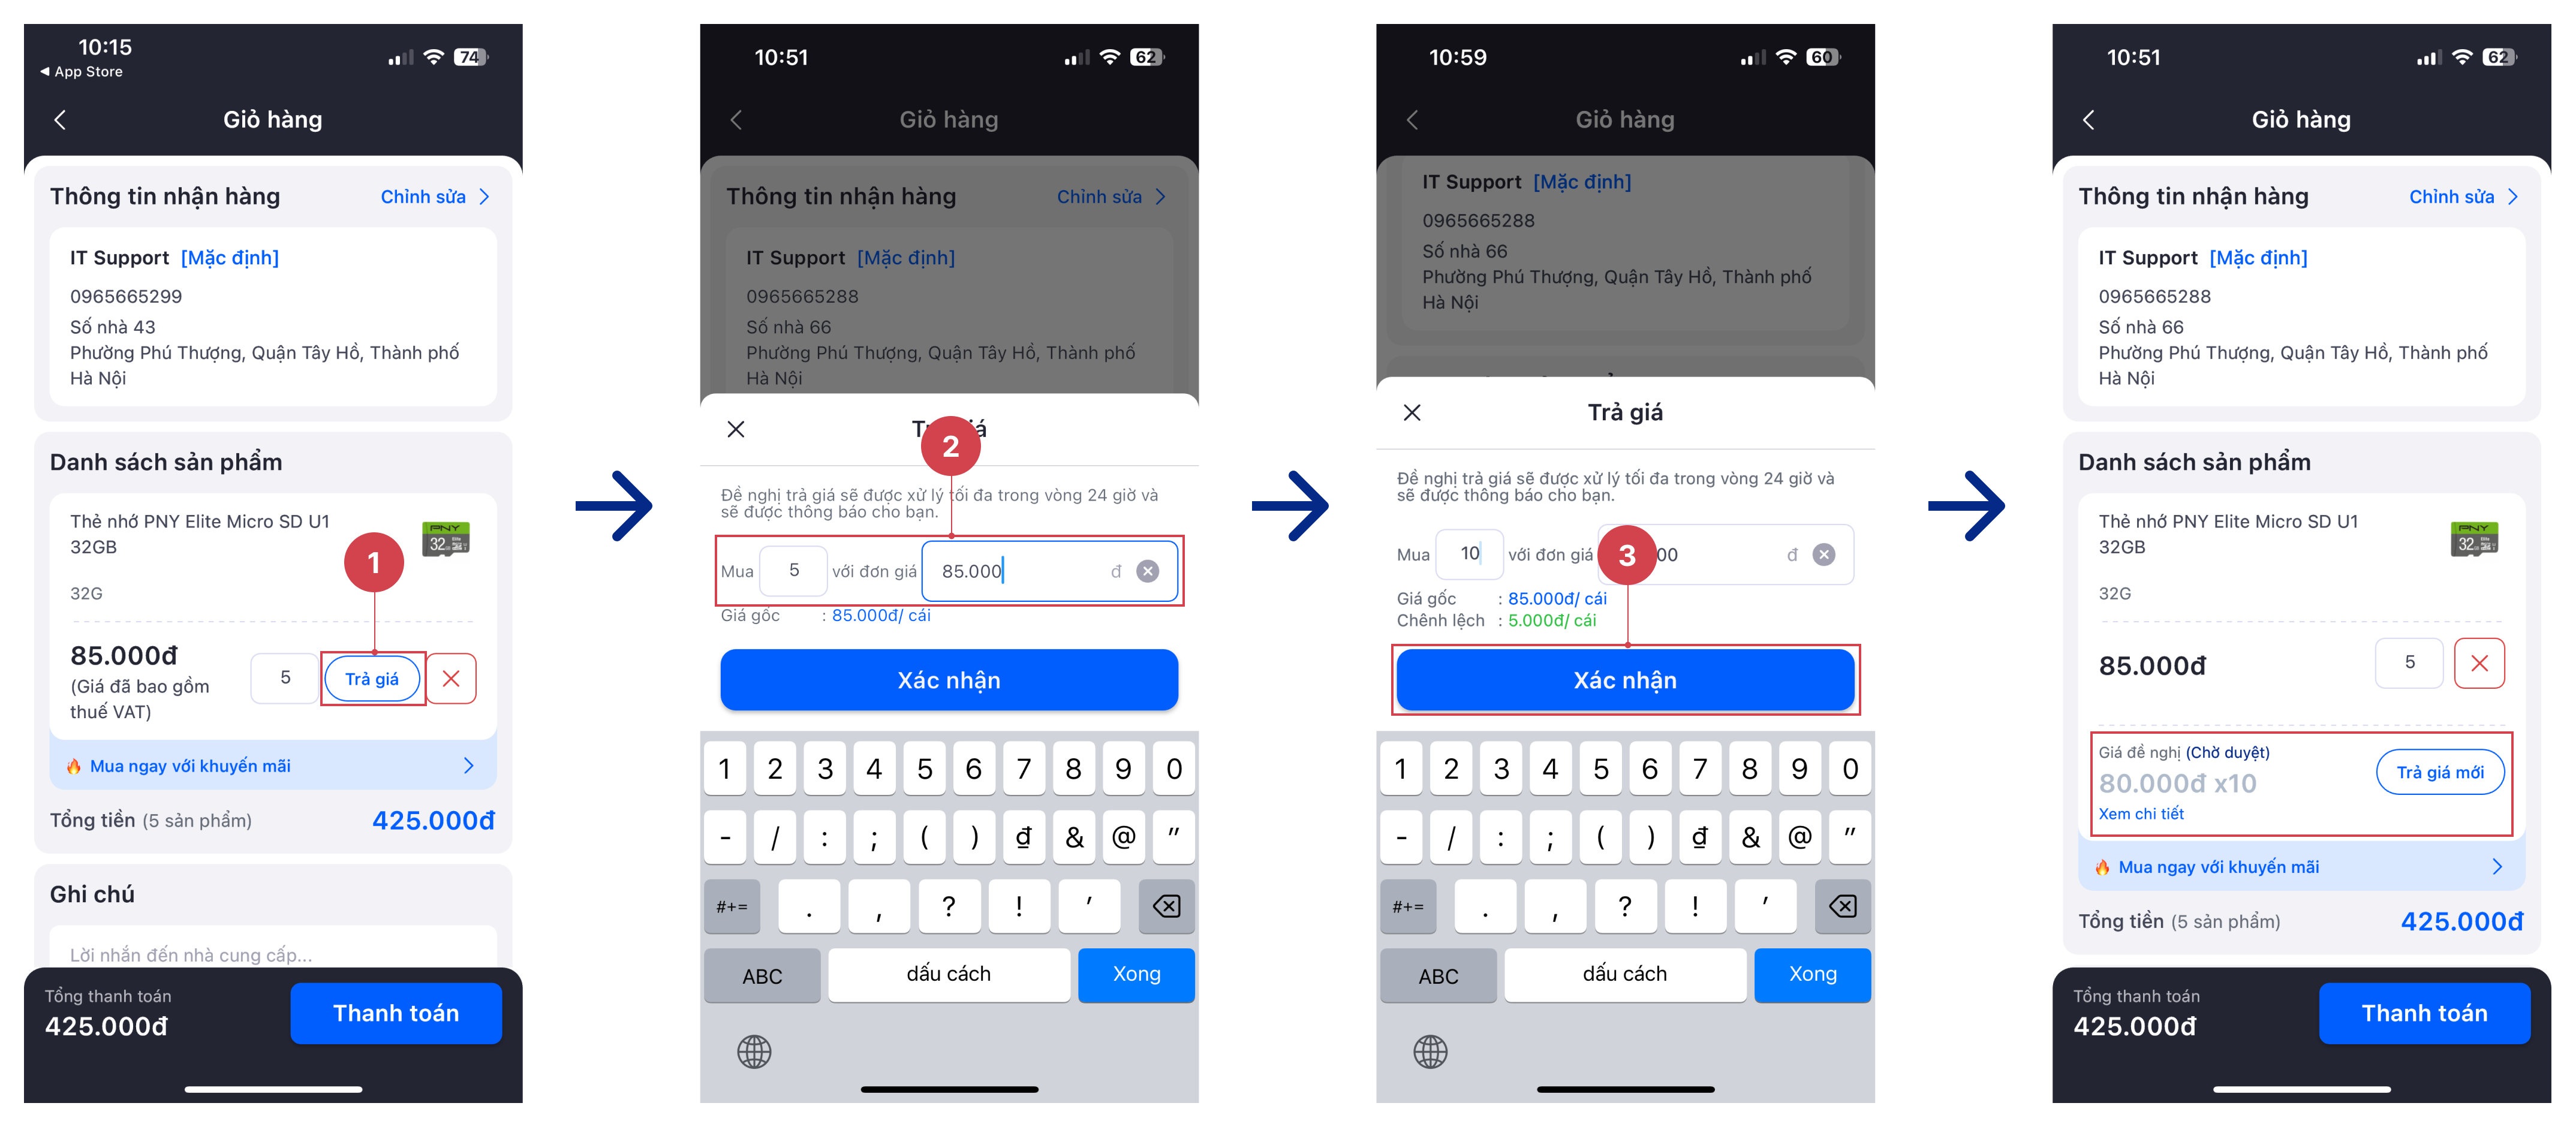 10:15
74
◀ App Store
Giỏ hàng
Thông tin nhận hàng
Chỉnh sửa
IT Support [Mặc định]
0965665299
Số nhà 43
Phường Phú Thượng, Quận Tây Hồ, Thành phố
Hà Nội
Danh sách sản phẩm
Thẻ nhớ PNY Elite Micro SD U1
32GB
PNY
Elite
32
1
32G
85.000đ
(Giá đã bao gồm
thuế VAT)
5
Trả giá
Mua ngay với khuyến mãi
Tổng tiền (5 sản phẩm)
425.000đ
Ghi chú
Lời nhắn đến nhà cung cấp...
Tổng thanh toán
425.000đ
Thanh toán
10:51
62
Giỏ hàng
Thông tin nhận hàng
Chỉnh sửa
IT Support [Mặc định]
0965665288
Số nhà 66
Phường Phú Thượng, Quận Tây Hồ, Thành phố
Hà Nội
2
Đề nghị trả giá sẽ được xử lý tối đa trong vòng 24 giờ và
sẽ được thông báo cho bạn.
Mua 5 với đơn giá 85.000 đ
Giá gốc : 85.000đ/ cái
Xác nhận
1 2 3 4 5 6 7 8 9 0
- / : ; ( ) ₫ & @ "
#+= . , ? ! ’
ABC dấu cách Xong
10:59
60
Giỏ hàng
IT Support [Mặc định]
0965665288
Số nhà 66
Phường Phú Thượng, Quận Tây Hồ, Thành phố
Hà Nội
Trả giá
Đề nghị trả giá sẽ được xử lý tối đa trong vòng 24 giờ và
sẽ được thông báo cho bạn.
Mua 10 với đơn giá 3 00 đ
Giá gốc : 85.000đ/ cái
Chênh lệch : 5.000đ/ cái
Xác nhận
1 2 3 4 5 6 7 8 9 0
- / : ; ( ) ₫ & @ "
#+= . , ? ! ’
ABC dấu cách Xong
10:51
62
Giỏ hàng
Thông tin nhận hàng
Chỉnh sửa
IT Support [Mặc định]
0965665288
Số nhà 66
Phường Phú Thượng, Quận Tây Hồ, Thành phố
Hà Nội
Danh sách sản phẩm
Thẻ nhớ PNY Elite Micro SD U1
32GB
PNY
Elite
32
32G
85.000đ
5
Giá đề nghị (Chờ duyệt)
80.000đ x10
Xem chi tiết
Trả giá mới
Mua ngay với khuyến mãi
Tổng tiền (5 sản phẩm)
425.000đ
Tổng thanh toán
425.000đ
Thanh toán